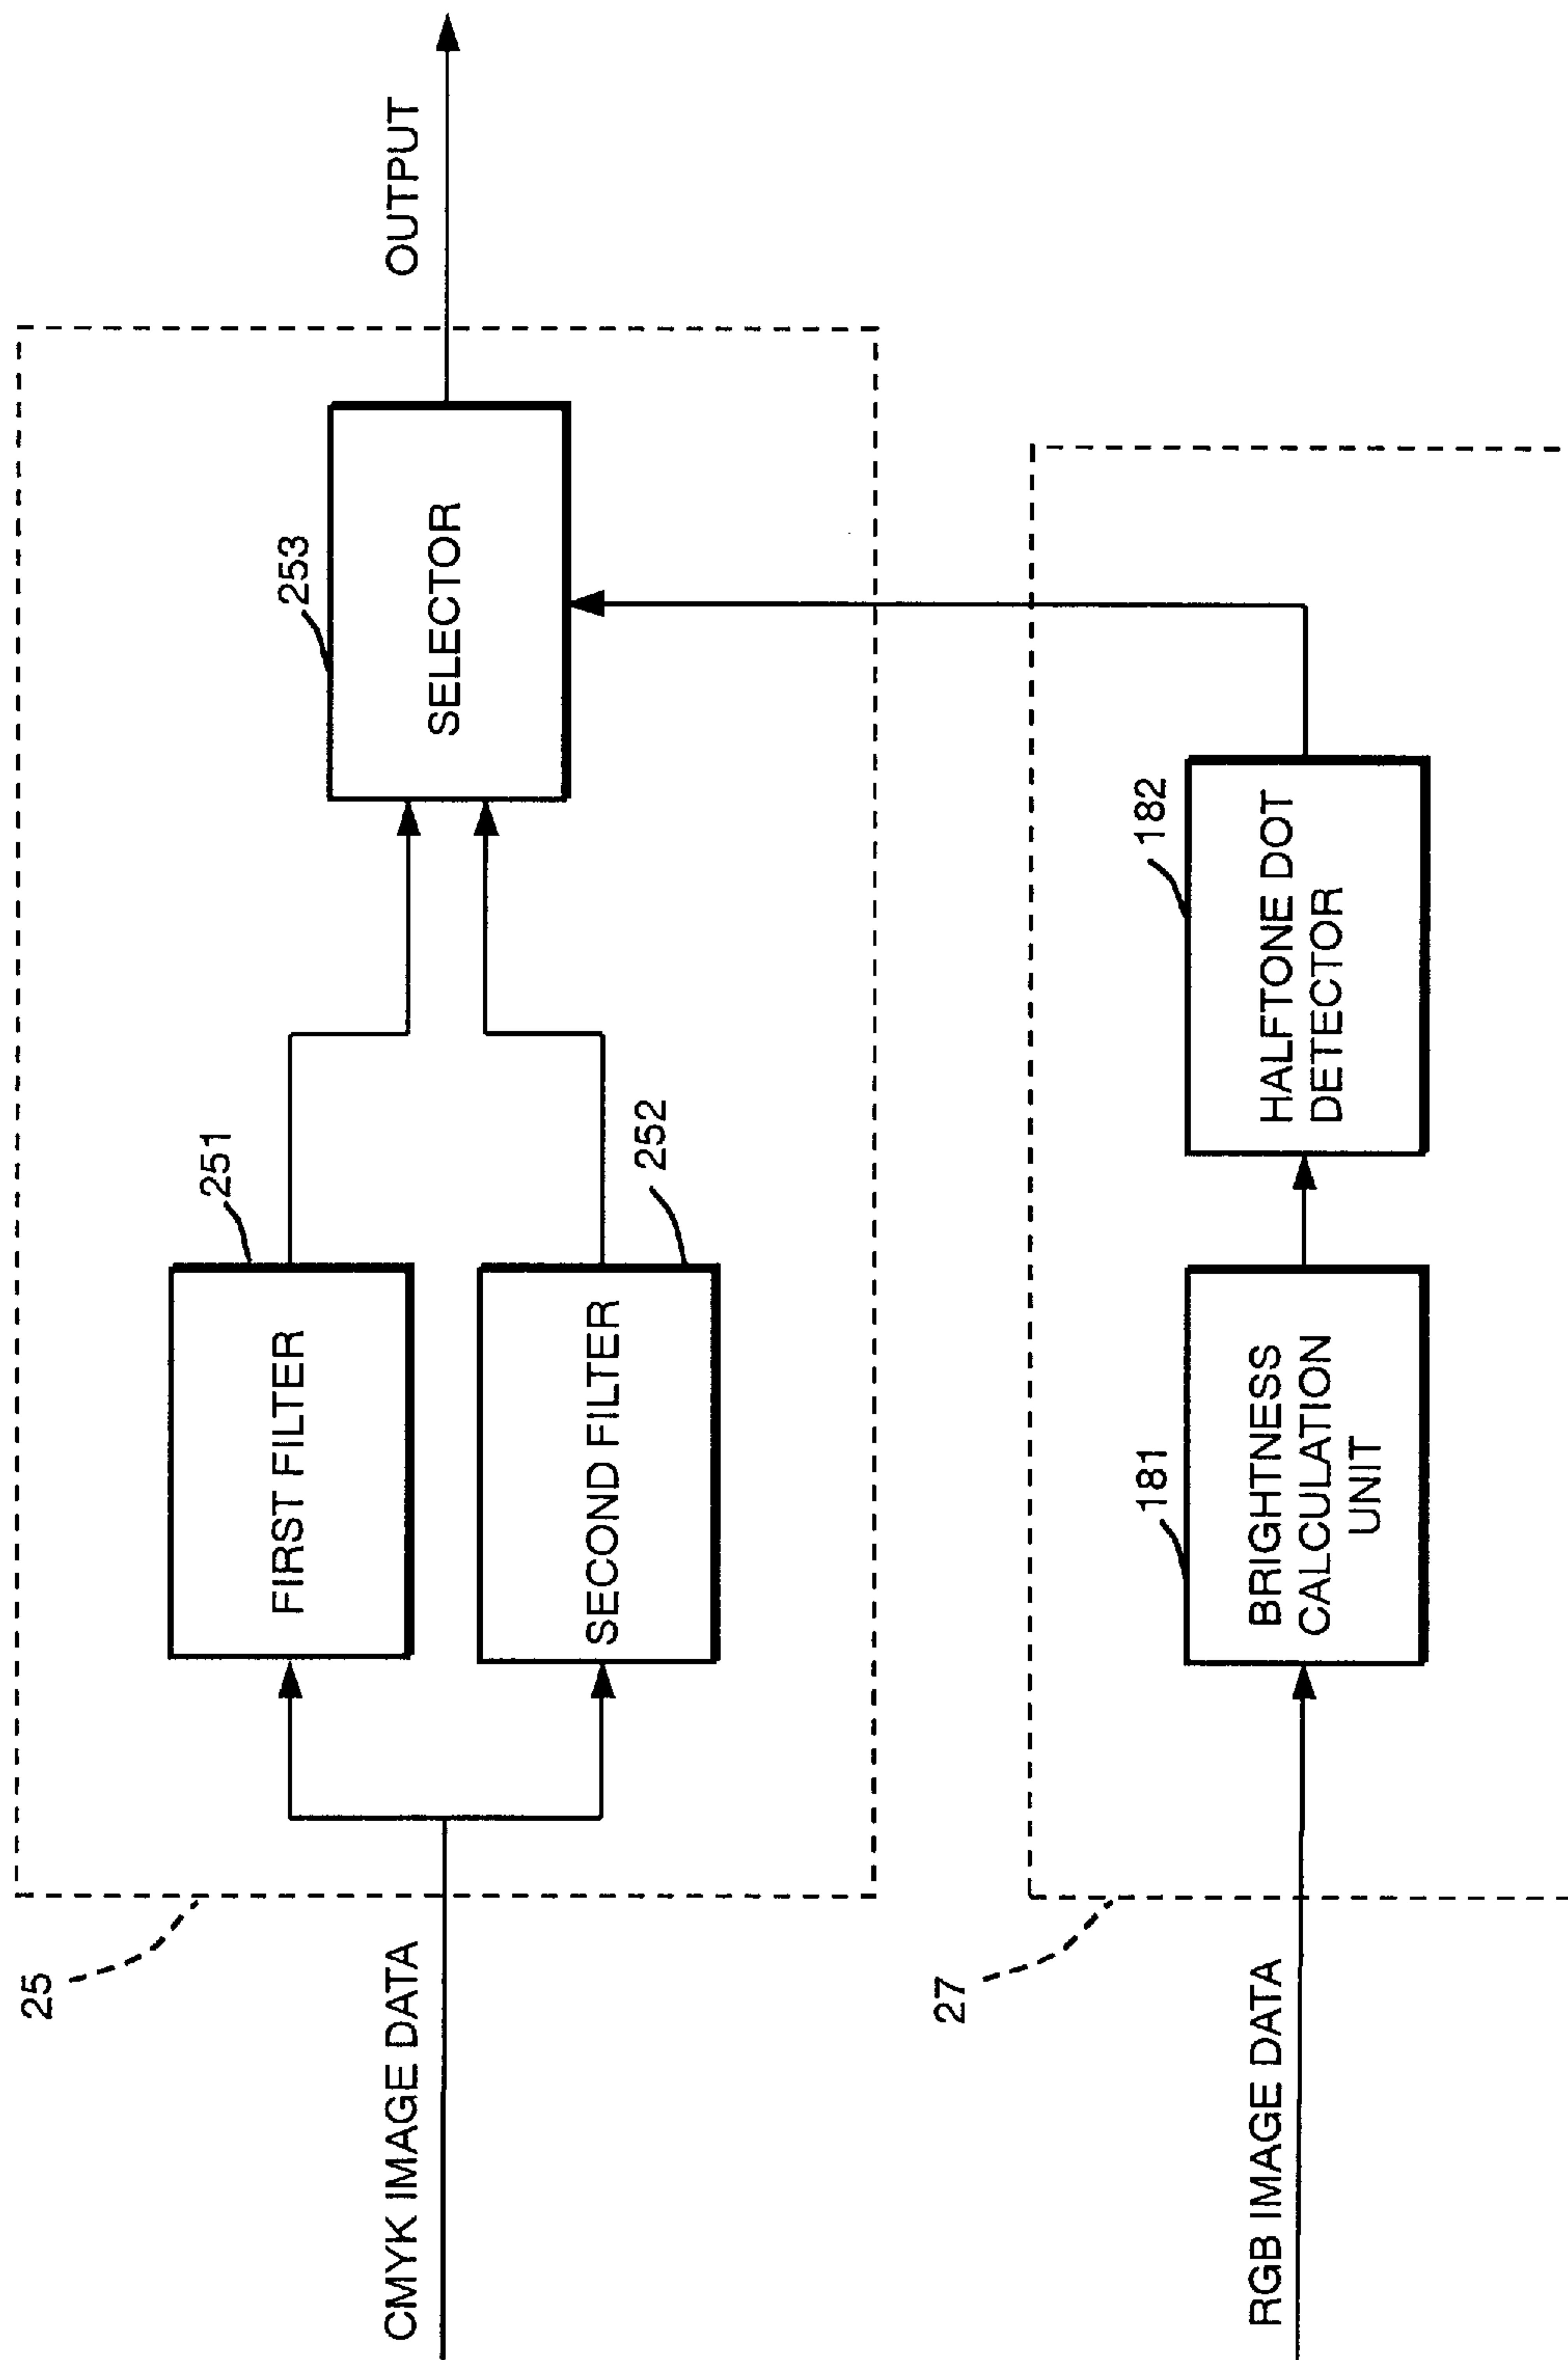 25
CMYK IMAGE DATA
251
FIRST FILTER
SECOND FILTER
252
253
SELECTOR
OUTPUT
27
RGB IMAGE DATA
181
BRIGHTNESS
CALCULATION
UNIT
182
HALFTONE DOT
DETECTOR